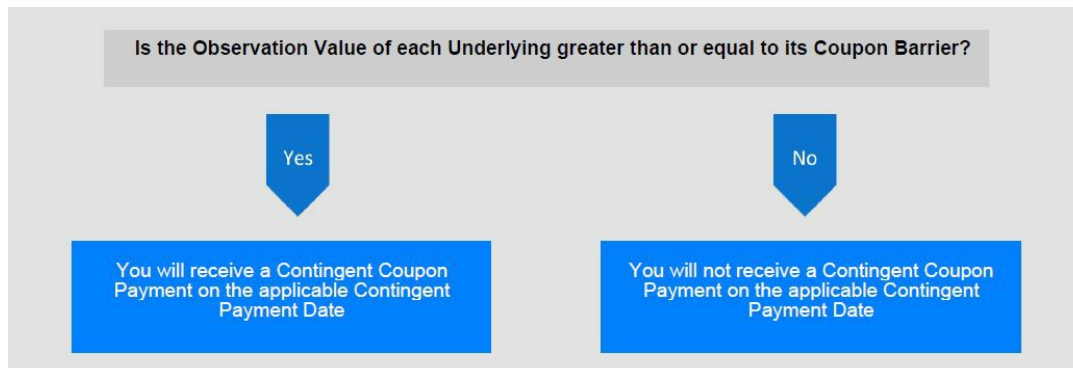 Is the Observation Value of each Underlying greater than or equal to its Coupon Barrier?
Yes
No
You will receive a Contingent Coupon
Payment on the applicable Contingent
Payment Date
You will not receive a Contingent Coupon
Payment on the applicable Contingent
Payment Date